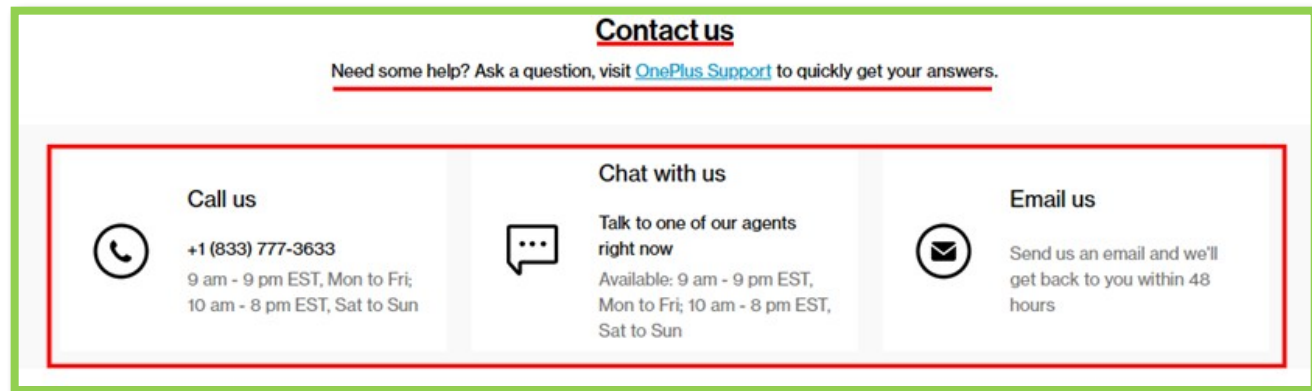 Contact us
Need some help? Ask a question, visit OnePlus Support to quickly get your answers.
Call us
+1 (833) 777-3633
9 am - 9 pm EST, Mon to Fri;
10 am - 8 pm EST, Sat to Sun
Chat with us
Talk to one of our agents
right now
Available: 9 am - 9 pm EST,
Mon to Fri; 10 am - 8 pm EST,
Sat to Sun
Email us
Send us an email and we'll
get back to you within 48
hours